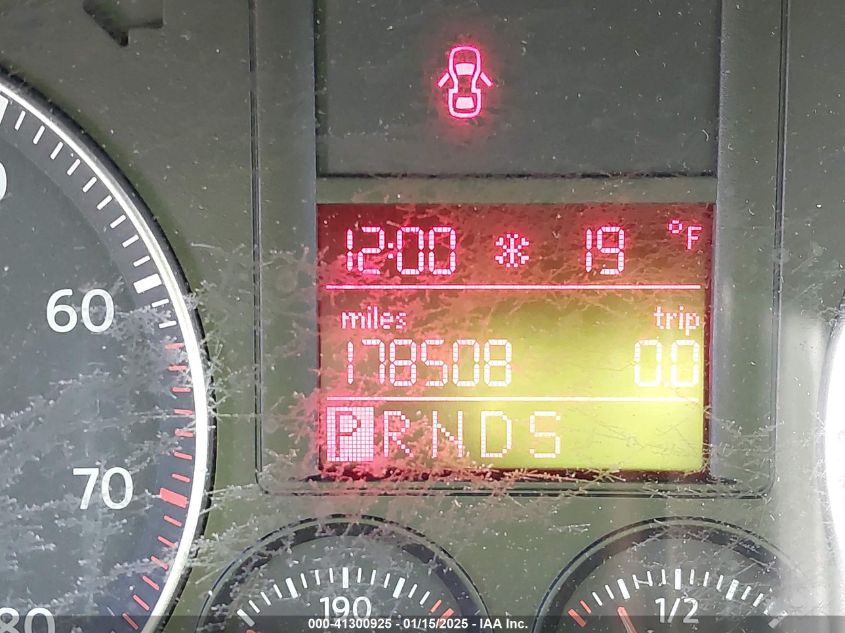 12:00 * 19 °F
60
miles trip
178508 0.0
P R N D S
70
80
190 1/2
000-41300925 - 01/15/2025 - IAA Inc.